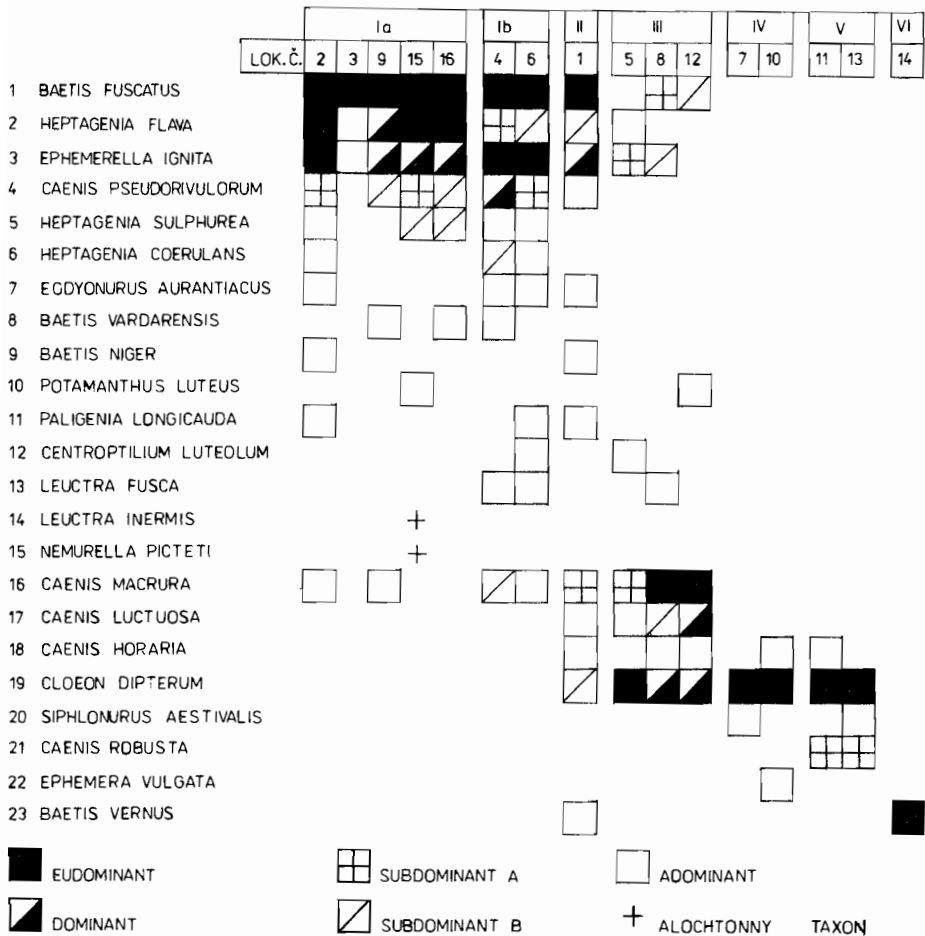 Ia Ib II III IV V VI
LOK.Č. 2 3 9 15 16 4 6 1 5 8 12 7 10 11 13 14
1 BAETIS FUSCATUS
2 HEPTAGENIA FLAVA
3 EPHEMERELLA IGNITA
4 CAENIS PSEUDORIVULORUM
5 HEPTAGENIA SULPHUREA
6 HEPTAGENIA COERULANS
7 EGDYONURUS AURANTIACUS
8 BAETIS VARDARENSIS
9 BAETIS NIGER
10 POTAMANTHUS LUTEUS
11 PALIGENIA LONGICAUDA
12 CENTROPTILIUM LUTEOLUM
13 LEUCTRA FUSCA
14 LEUCTRA INERMIS +
15 NEMURELLA PICTETI +
16 CAENIS MACRURA
17 CAENIS LUCTUOSA
18 CAENIS HORARIA
19 CLOEON DIPTERUM
20 SIPHLONURUS AESTIVALIS
21 CAENIS ROBUSTA
22 EPHEMERA VULGATA
23 BAETIS VERNUS
EUDOMINANT SUBDOMINANT A ADOMINANT
DOMINANT SUBDOMINANT B + ALOCHTONNY TAXON